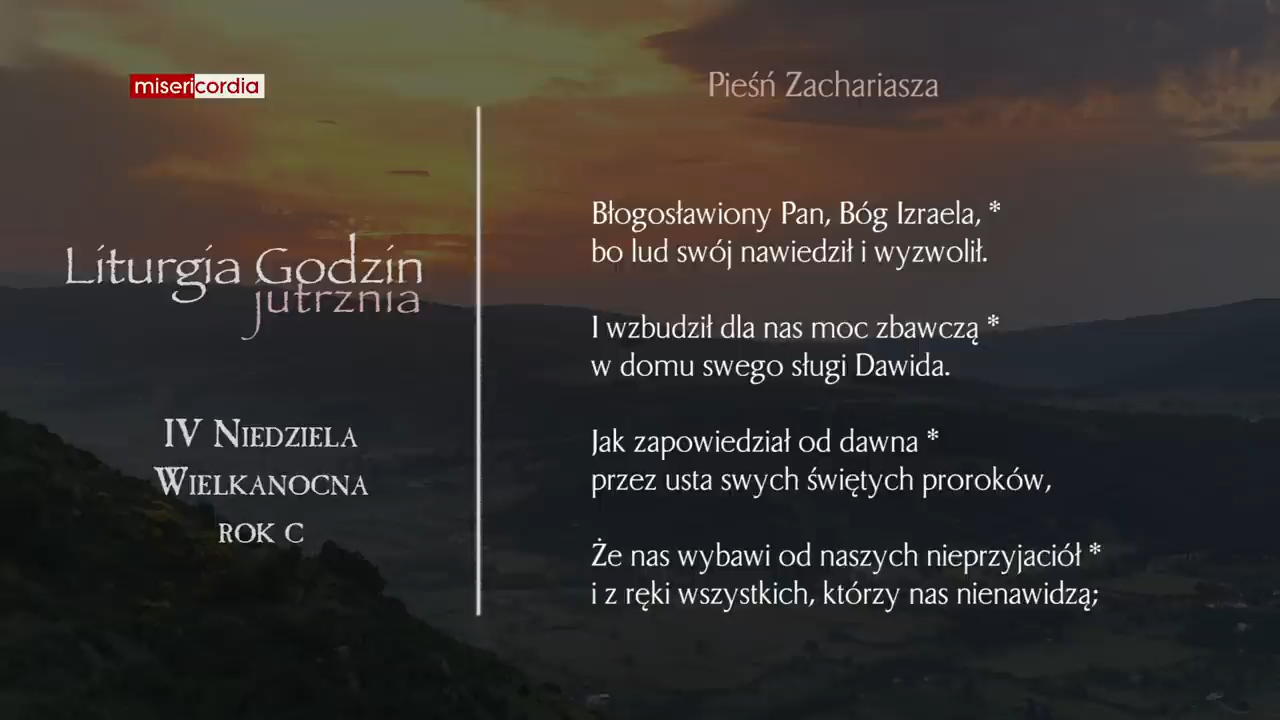 misericordia
Liturgia Godzin
jutrznia
IV Niedziela
Wielkanocna
rok C
Pieśń Zachariasza
Błogosławiony Pan, Bóg Izraela, *
bo lud swój nawiedził i wyzwolił.
I wzbudził dla nas moc zbawczą *
w domu swego sługi Dawida.
Jak zapowiedział od dawna *
przez usta swych świętych proroków,
Że nas wybawi od naszych nieprzyjaciół *
i z ręki wszystkich, którzy nas nienawidzą;